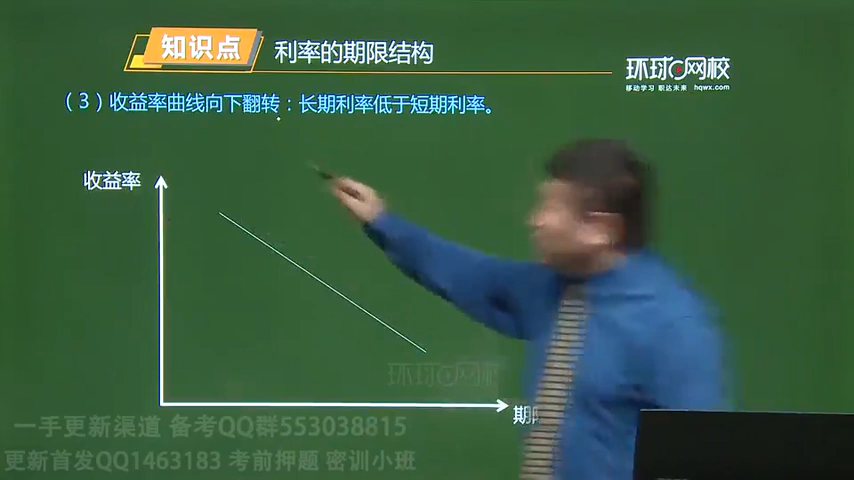 知识点 利率的期限结构
环球网校
移动学习 职达未来 hqwx.com
（3）收益率曲线向下翻转：长期利率低于短期利率。
收益率
环球网校
期限
一手更新渠道 备考QQ群553038815
更新首发QQ1463183 考前押题 密训小班